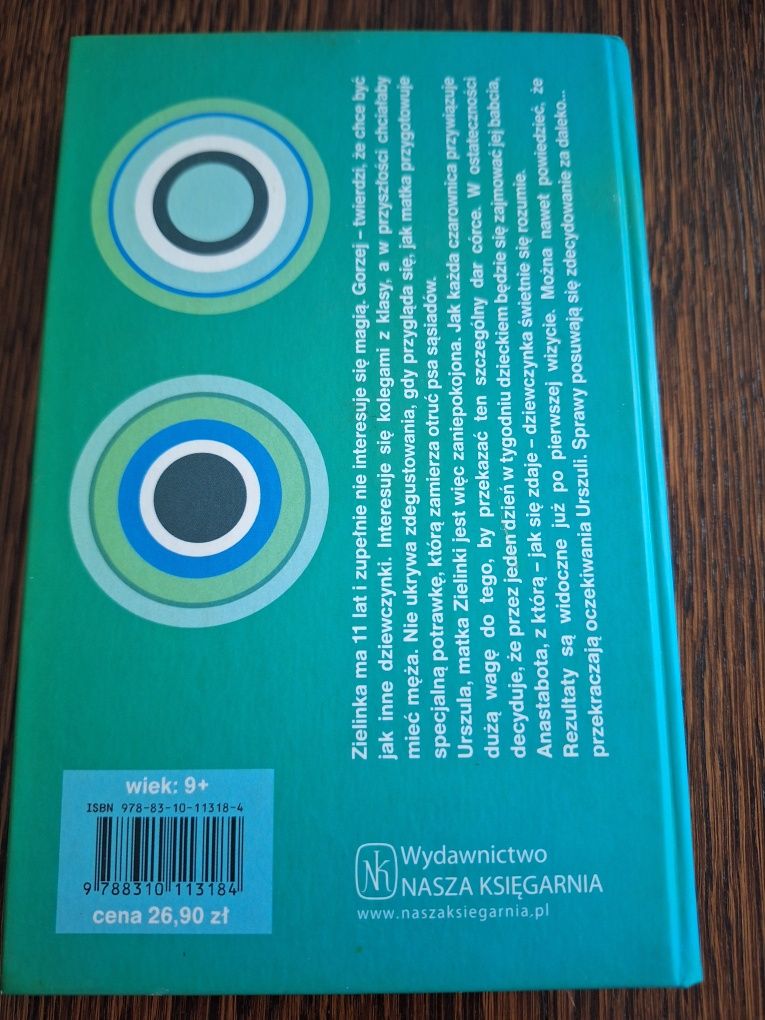 Zielinka ma 11 lat i zupełnie nie interesuje się magią. Gorzej – twierdzi, że chce być
jak inne dziewczynki. Interesuje się kolegami z klasy, a w przyszłości chciałaby
mieć męża. Nie ukrywa zdegustowania, gdy przygląda się, jak matka przygotowuje
specjalną potrawkę, którą zamierza otruć psa sąsiadów.
Urszula, matka Zielinki jest więc zaniepokojona. Jak każda czarownica przywiązuje
dużą wagę do tego, by przekazać ten szczególny dar córce. W ostateczności
decyduje, że przez jeden dzień w tygodniu dzieckiem będzie się zajmować jej babcia,
Anastabota, z którą – jak się zdaje – dziewczynka świetnie się rozumie.
Rezultaty są widoczne już po pierwszej wizycie. Można nawet powiedzieć, że
przekraczają oczekiwania Urszuli. Sprawy posuwają się zdecydowanie za daleko...
wiek: 9+
ISBN 978-83-10-11318-4
9 788310 113184
cena 26,90 zł
NK Wydawnictwo
NASZA KSIĘGARNIA
www.naszaksiegarnia.pl